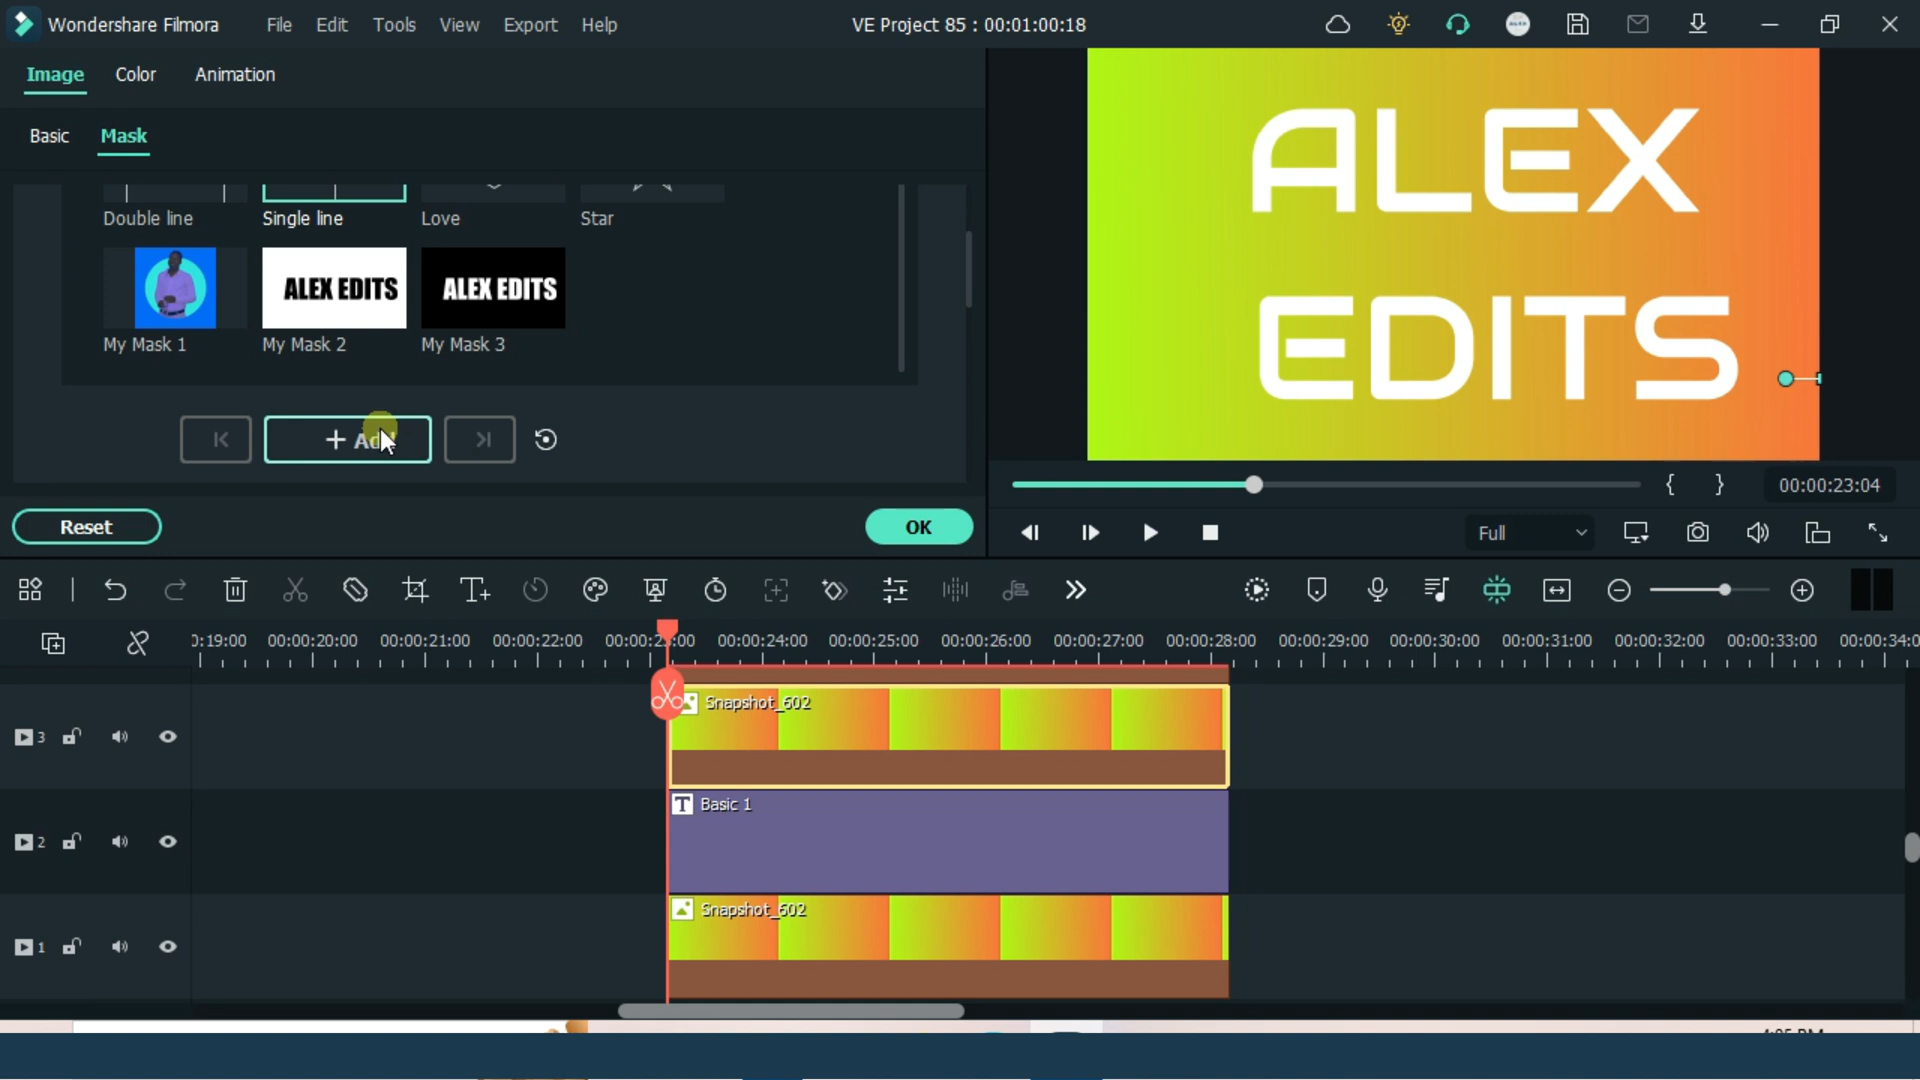 Wondershare Filmora File Edit Tools View Export Help VE Project 85 : 00:01:00:18
Image Color Animation
Basic Mask
Double line Single line Love Star
ALEX EDITS ALEX EDITS
My Mask 1 My Mask 2 My Mask 3
+ Add
Reset OK
ALEX
EDITS
{ } 00:00:23:04
Full
0:19:00 00:00:20:00 00:00:21:00 00:00:22:00 00:00:23:00 00:00:24:00 00:00:25:00 00:00:26:00 00:00:27:00 00:00:28:00 00:00:29:00 00:00:30:00 00:00:31:00 00:00:32:00 00:00:33:00 00:00:34:0
3 Snapshot_602
2 T Basic 1
1 Snapshot_602